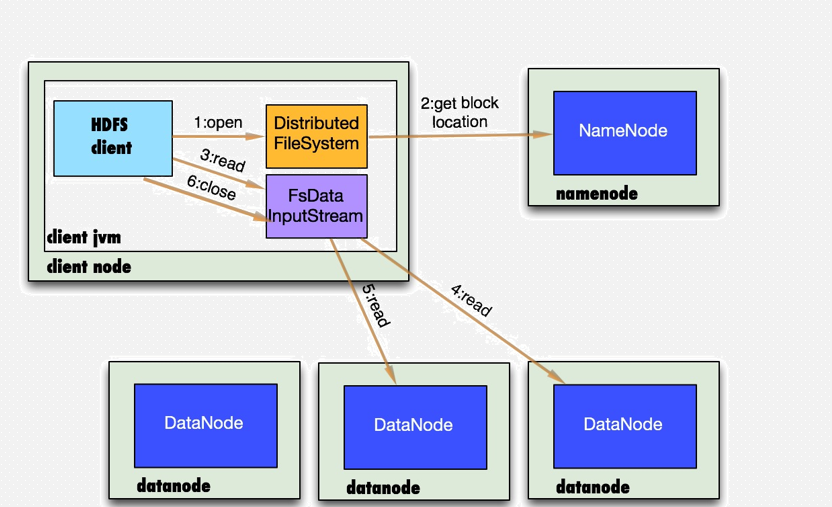 HDFS
client
1:open
Distributed
FileSystem
2:get block
location
NameNode
namenode
3:read
6:close
FsData
InputStream
client jvm
client node
5:read
4:read
DataNode
datanode
DataNode
datanode
DataNode
datanode